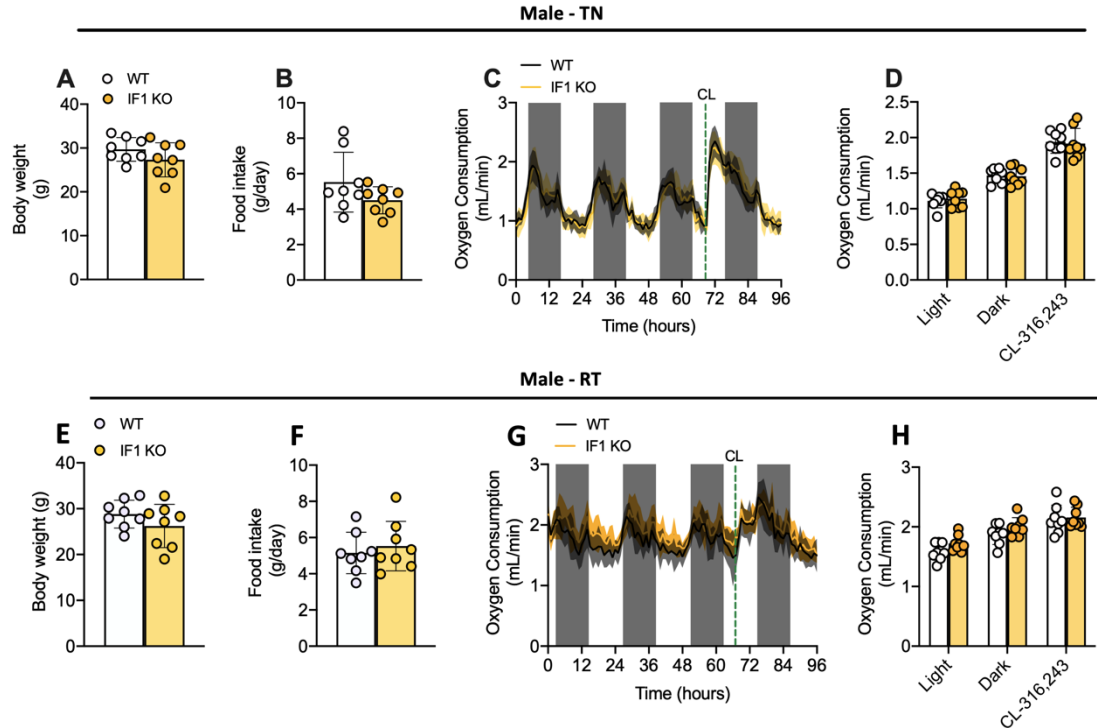 Male - TN
A
WT
IF1 KO
Body weight
(g)
40
30
20
10
0
B
Food intake
(g/day)
10
8
6
4
2
0
C
WT
IF1 KO
CL
Oxygen Consumption
(mL/min)
3
2
1
0
0 12 24 36 48 60 72 84 96
Time (hours)
D
Oxygen Consumption
(mL/min)
2.5
2.0
1.5
1.0
0.5
0.0
Light
Dark
CL-316,243
Male - RT
E
WT
IF1 KO
Body weight (g)
40
30
20
10
0
F
Food intake
(g/day)
10
8
6
4
2
0
G
WT
IF1 KO
CL
Oxygen Consumption
(mL/min)
3
2
1
0
0 12 24 36 48 60 72 84 96
Time (hours)
H
Oxygen Consumption
(mL/min)
3
2
1
0
Light
Dark
CL-316,243